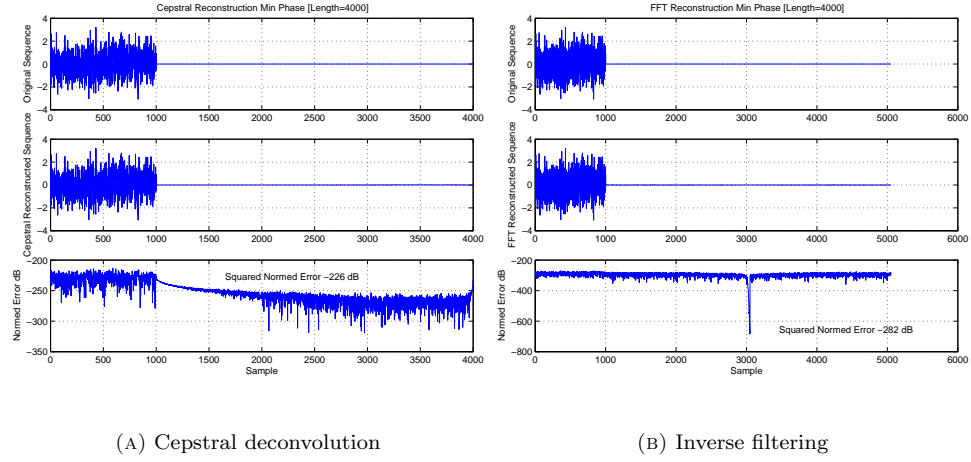 Cepstral Reconstruction Min Phase [Length=4000]
Original Sequence
4
2
0
−2
−4
0 500 1000 1500 2000 2500 3000 3500 4000
Cepstral Reconstructed Sequence
4
2
0
−2
−4
0 500 1000 1500 2000 2500 3000 3500 4000
Normed Error dB
−200
−250
−300
−350
Squared Normed Error −226 dB
0 500 1000 1500 2000 2500 3000 3500 4000
Sample
(A) Cepstral deconvolution
FFT Reconstruction Min Phase [Length=4000]
Original Sequence
4
2
0
−2
−4
0 1000 2000 3000 4000 5000 6000
FFT Reconstructed Sequence
4
2
0
−2
−4
0 1000 2000 3000 4000 5000 6000
Normed Error dB
−200
−400
−600
−800
Squared Normed Error −282 dB
0 1000 2000 3000 4000 5000 6000
Sample
(B) Inverse filtering